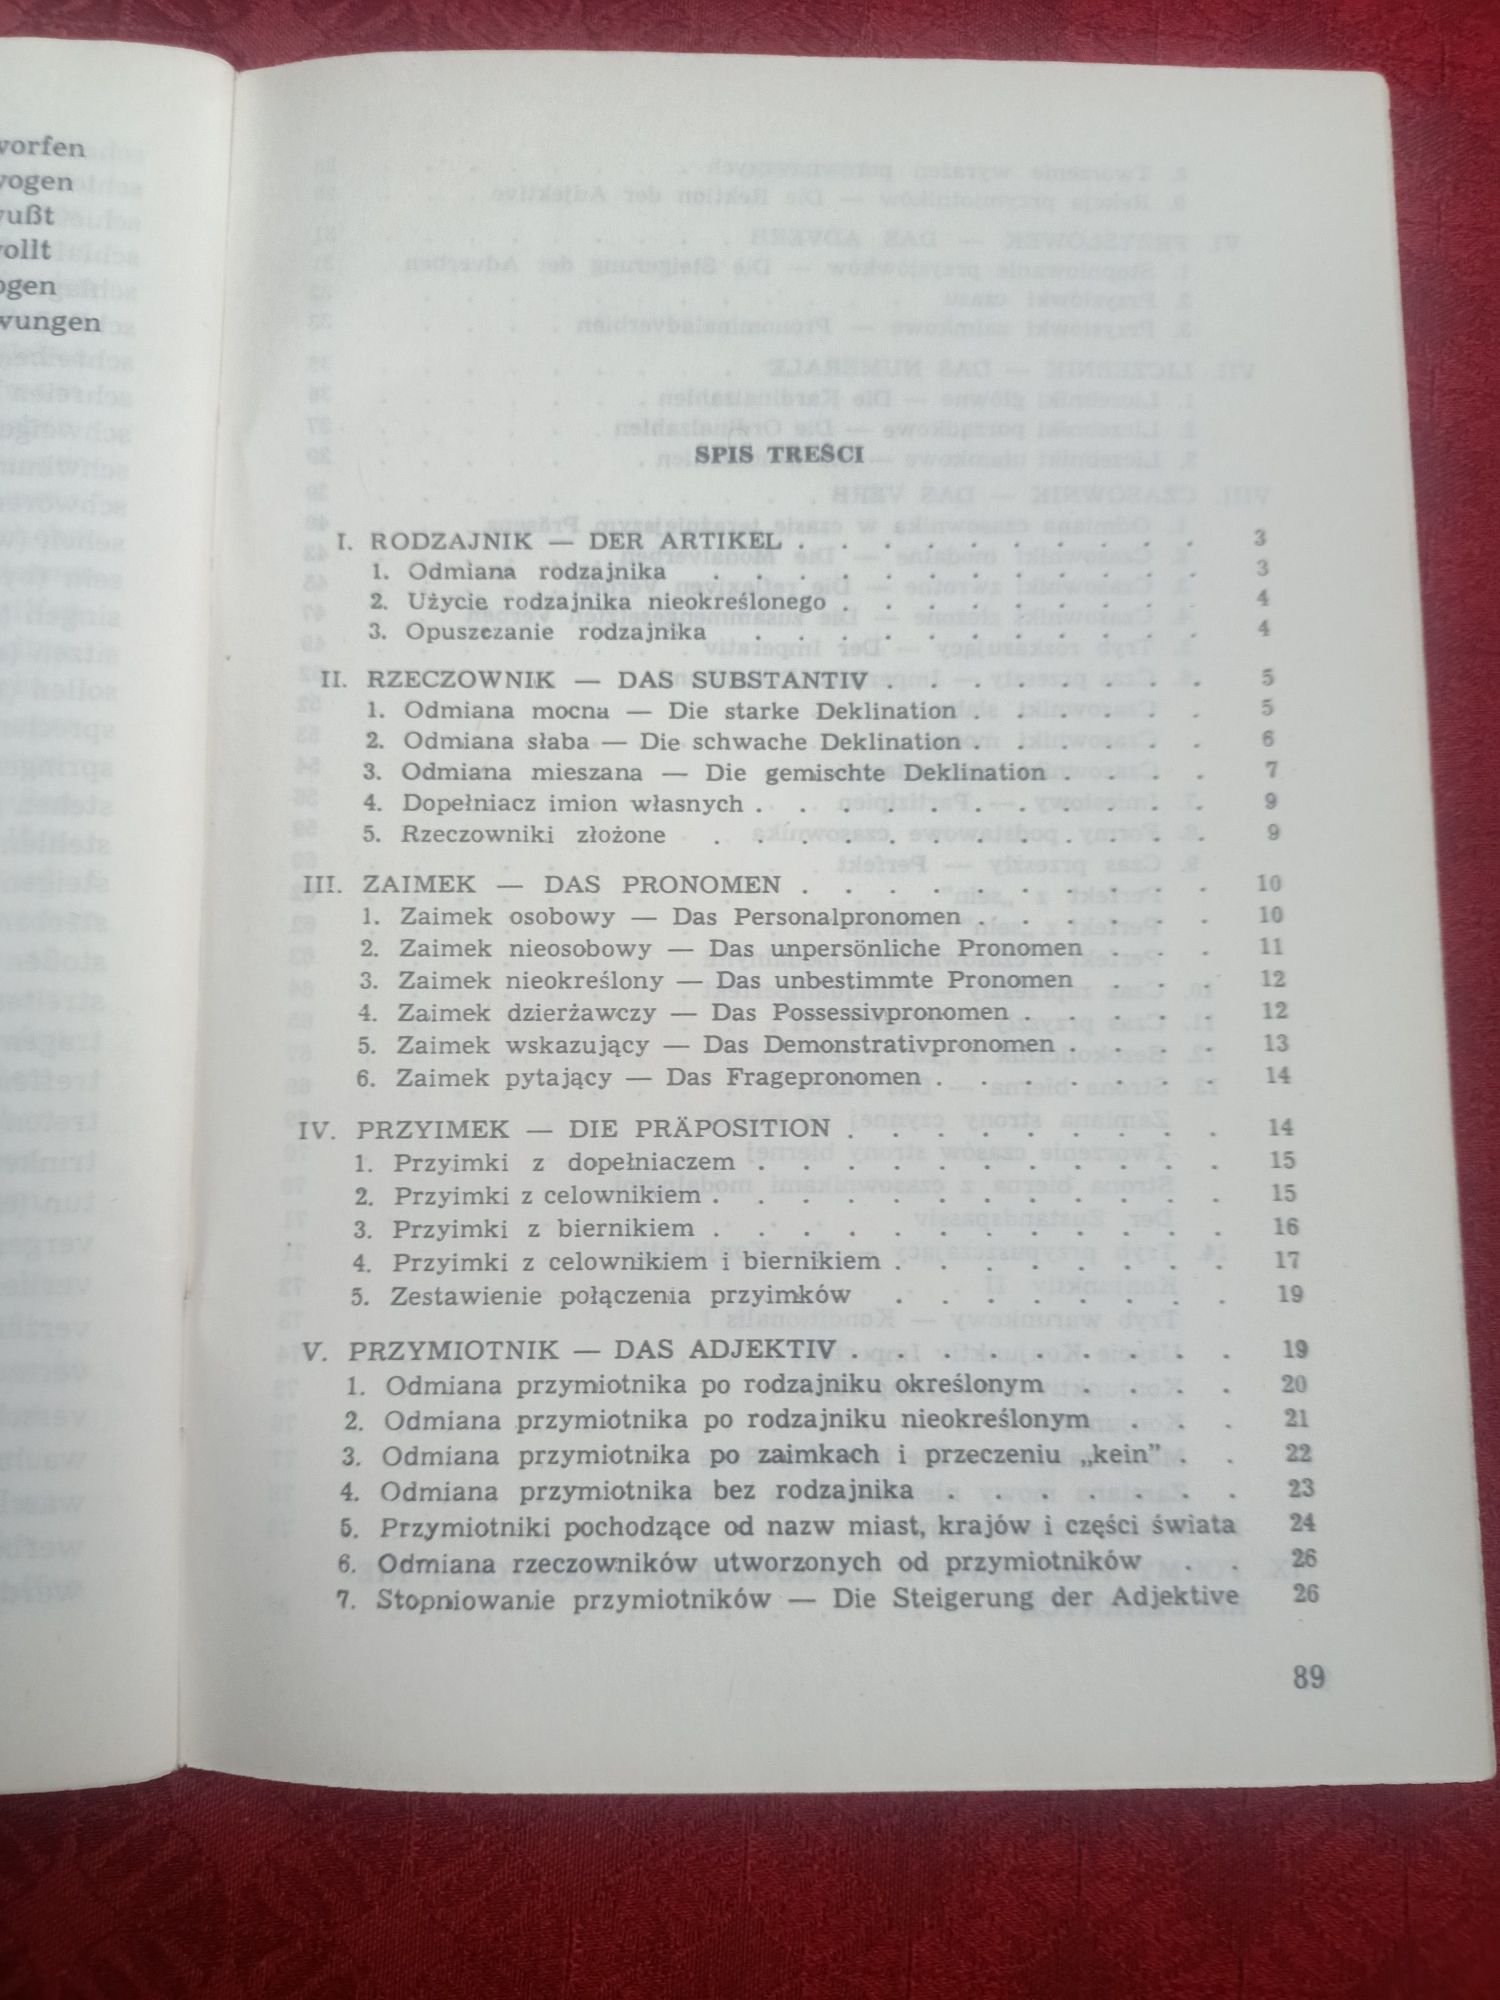 vorfen
vogen
vußt
vollt
ogen
vungen
SPIS TREŚCI
I. RODZAJNIK — DER ARTIKEL . . . . . . . . . . 3
1. Odmiana rodzajnika . . . . . . . . . . . . 3
2. Użycie rodzajnika nieokreślonego . . . . . . . . . 4
3. Opuszczanie rodzajnika . . . . . . . . . . . 4
II. RZECZOWNIK — DAS SUBSTANTIV . . . . . . . . 5
1. Odmiana mocna — Die starke Deklination . . . . . . 5
2. Odmiana słaba — Die schwache Deklination . . . . . . 6
3. Odmiana mieszana — Die gemischte Deklination . . . . 7
4. Dopełniacz imion własnych . . . . . . . . . . . 9
5. Rzeczowniki złożone . . . . . . . . . . . . 9
III. ZAIMEK — DAS PRONOMEN . . . . . . . . . . 10
1. Zaimek osobowy — Das Personalpronomen . . . . . . 10
2. Zaimek nieosobowy — Das unpersönliche Pronomen . . . 11
3. Zaimek nieokreślony — Das unbestimmte Pronomen . . . 12
4. Zaimek dzierżawczy — Das Possessivpronomen . . . . . 12
5. Zaimek wskazujący — Das Demonstrativpronomen . . . . 13
6. Zaimek pytający — Das Fragepronomen . . . . . . . 14
IV. PRZYIMEK — DIE PRÄPOSITION . . . . . . . . . 14
1. Przyimki z dopełniaczem . . . . . . . . . . . 15
2. Przyimki z celownikiem . . . . . . . . . . . . 15
3. Przyimki z biernikiem . . . . . . . . . . . . 16
4. Przyimki z celownikiem i biernikiem . . . . . . . . 17
5. Zestawienie połączenia przyimków . . . . . . . . 19
V. PRZYMIOTNIK — DAS ADJEKTIV . . . . . . . . . 19
1. Odmiana przymiotnika po rodzajniku określonym . . . . 20
2. Odmiana przymiotnika po rodzajniku nieokreślonym . . . 21
3. Odmiana przymiotnika po zaimkach i przeczeniu „kein” . . 22
4. Odmiana przymiotnika bez rodzajnika . . . . . . . 23
5. Przymiotniki pochodzące od nazw miast, krajów i części świata 24
6. Odmiana rzeczowników utworzonych od przymiotników . . 26
7. Stopniowanie przymiotników — Die Steigerung der Adjektive 26
89